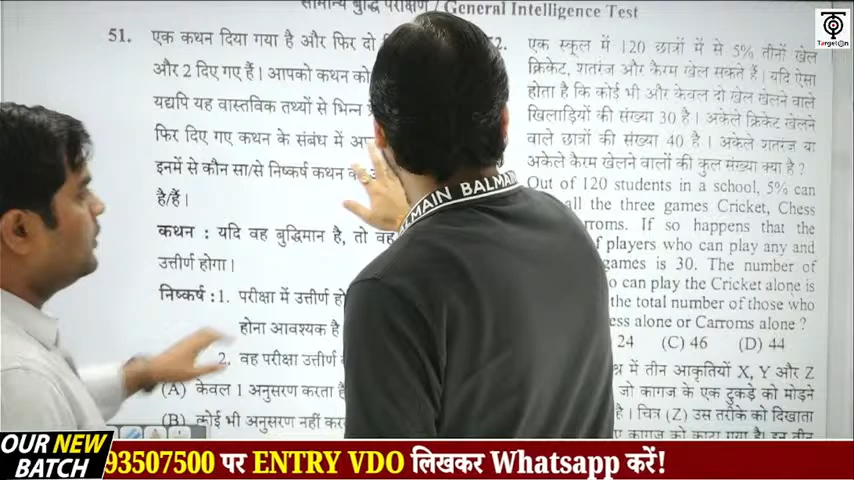 सामान्य बुद्धि परीक्षण / General Intelligence Test
51. एक कथन दिया गया है और फिर दो
और 2 दिए गए हैं। आपको कथन को
यद्यपि यह वास्तविक तथ्यों से भिन्न
फिर दिए गए कथन के संबंध में
इनमें से कौन सा/से निष्कर्ष कथन
है/हैं।
कथन : यदि वह बुद्धिमान है, तो वह
उत्तीर्ण होगा।
निष्कर्ष : 1. परीक्षा में उत्तीर्ण
होना आवश्यक है
2. वह परीक्षा उत्तीर्ण
(A) केवल 1 अनुसरण करता है
(B) कोई भी अनुसरण नहीं
2. एक स्कूल में 120 छात्रों में मे 5% तीनों खेल
क्रिकेट, शतरंज और कैरम खेल सकते हैं। यदि ऐसा
होता है कि कोई भी और केवल दो खेल खेलने वाले
खिलाड़ियों की संख्या 30 है। अकेले क्रिकेट खेलने
वाले छात्रों की संख्या 40 है। अकेले शतरंज या
अकेले कैरम खेलने वालों की कुल संख्या क्या है ?
Out of 120 students in a school, 5% can
all the three games Cricket, Chess
If so happens that the
f players who can play any and
games is 30. The number of
can play the Cricket alone is
the total number of those who
alone or Carroms alone ?
24 (C) 46 (D) 44
में तीन आकृतियों X, Y और Z
जो कागज के एक टुकड़े को मोड़ने
है। चित्र (Z) उस तरीके को दिखाता
कागज को काटा गया है। इन तीन
BALMAIN
TargetOn
OUR NEW
BATCH
93507500 पर ENTRY VDO लिखकर Whatsapp करें!